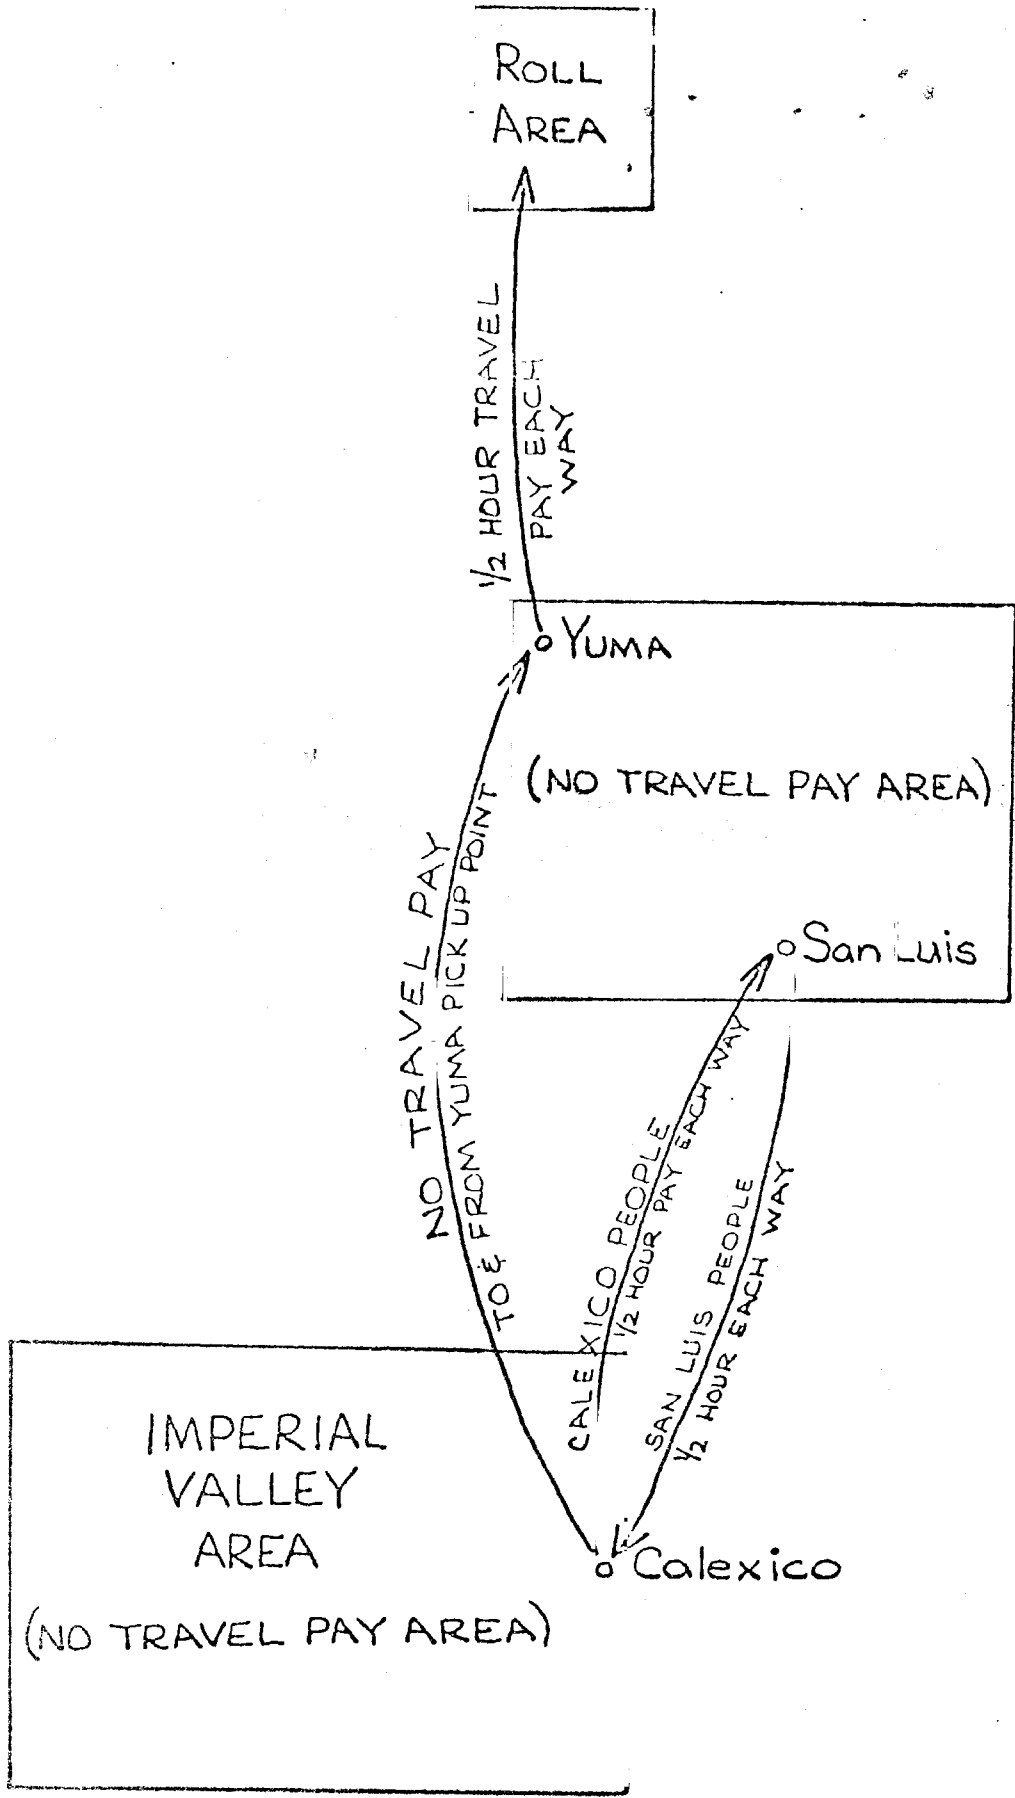 ROLL
AREA
1/2 HOUR TRAVEL
PAY EACH
WAY
YUMA
(NO TRAVEL PAY AREA)
NO TRAVEL PAY
TO & FROM YUMA PICK UP POINT
San Luis
CALEXICO PEOPLE
1/2 HOUR PAY EACH WAY
SAN LUIS PEOPLE
1/2 HOUR EACH WAY
IMPERIAL
VALLEY
AREA
(NO TRAVEL PAY AREA)
Calexico